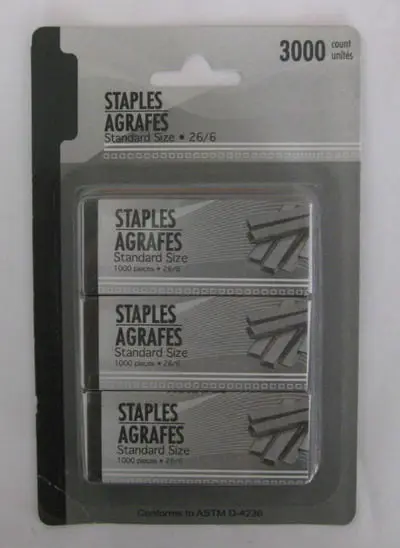 3000 count
unités
STAPLES
AGRAFES
Standard Size • 26/6
STAPLES
AGRAFES
Standard Size
1000 pieces • 26/6
STAPLES
AGRAFES
Standard Size
1000 pieces • 26/6
STAPLES
AGRAFES
Standard Size
1000 pieces • 26/6
Conforms to ASTM D-4236